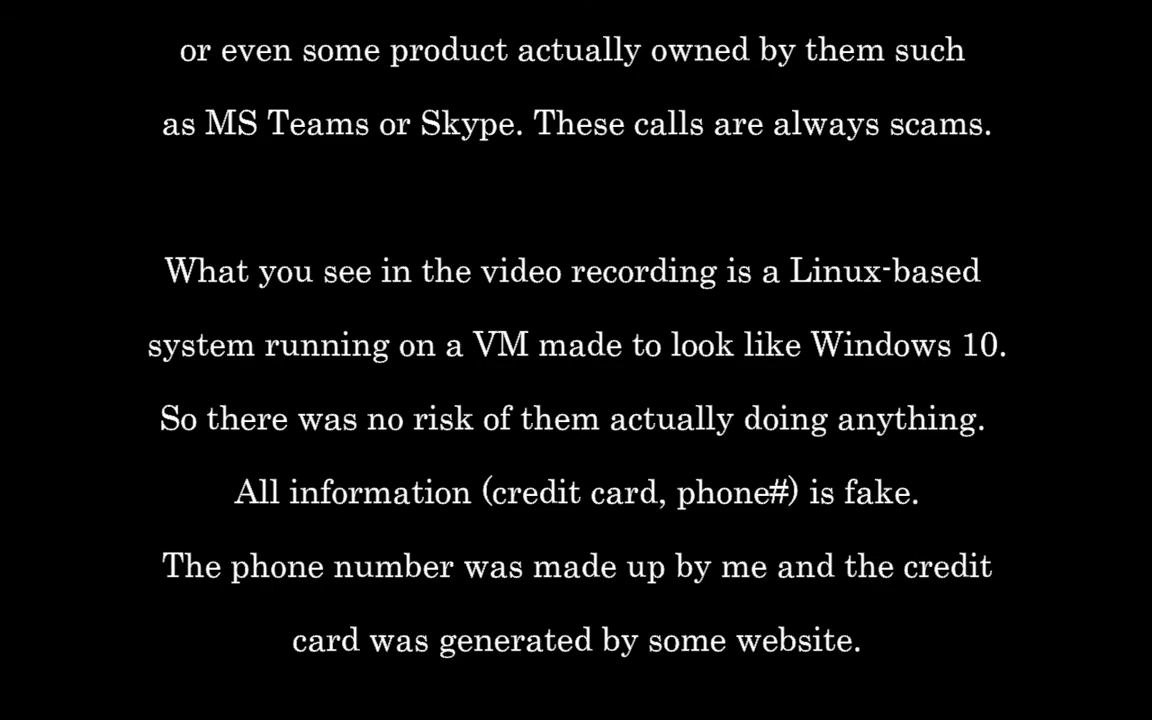 or even some product actually owned by them such
as MS Teams or Skype. These calls are always scams.
What you see in the video recording is a Linux-based
system running on a VM made to look like Windows 10.
So there was no risk of them actually doing anything.
All information (credit card, phone#) is fake.
The phone number was made up by me and the credit
card was generated by some website.